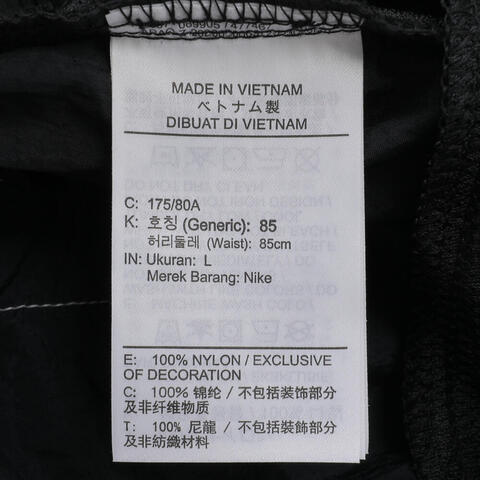 MADE IN VIETNAM
ベトナム製
DIBUAT DI VIETNAM
C: 175/80A
K: 호칭 (Generic): 85
허리둘레 (Waist): 85cm
IN: Ukuran: L
Merek Barang: Nike
E: 100% NYLON / EXCLUSIVE
OF DECORATION
C: 100% 锦纶 / 不包括装饰部分
及非纤维物质
T: 100% 尼龍 / 不包括裝飾部分
及非紡織材料